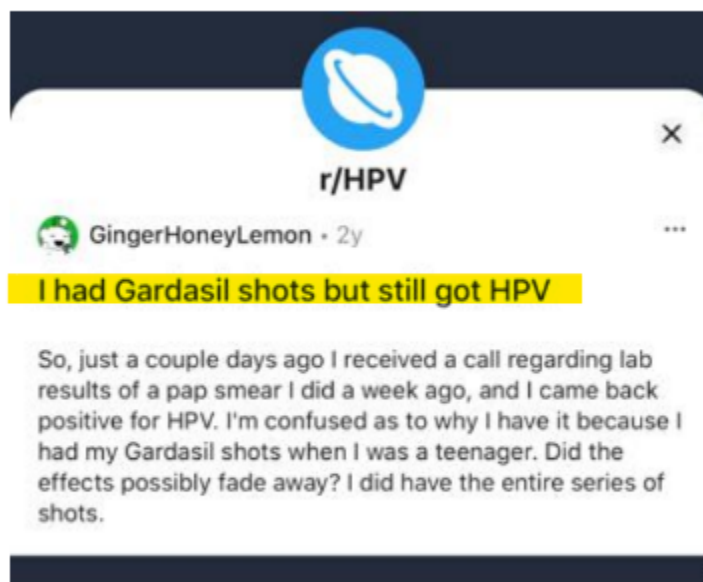 r/HPV
GingerHoneyLemon • 2y
I had Gardasil shots but still got HPV
So, just a couple days ago I received a call regarding lab
results of a pap smear I did a week ago, and I came back
positive for HPV. I'm confused as to why I have it because I
had my Gardasil shots when I was a teenager. Did the
effects possibly fade away? I did have the entire series of
shots.